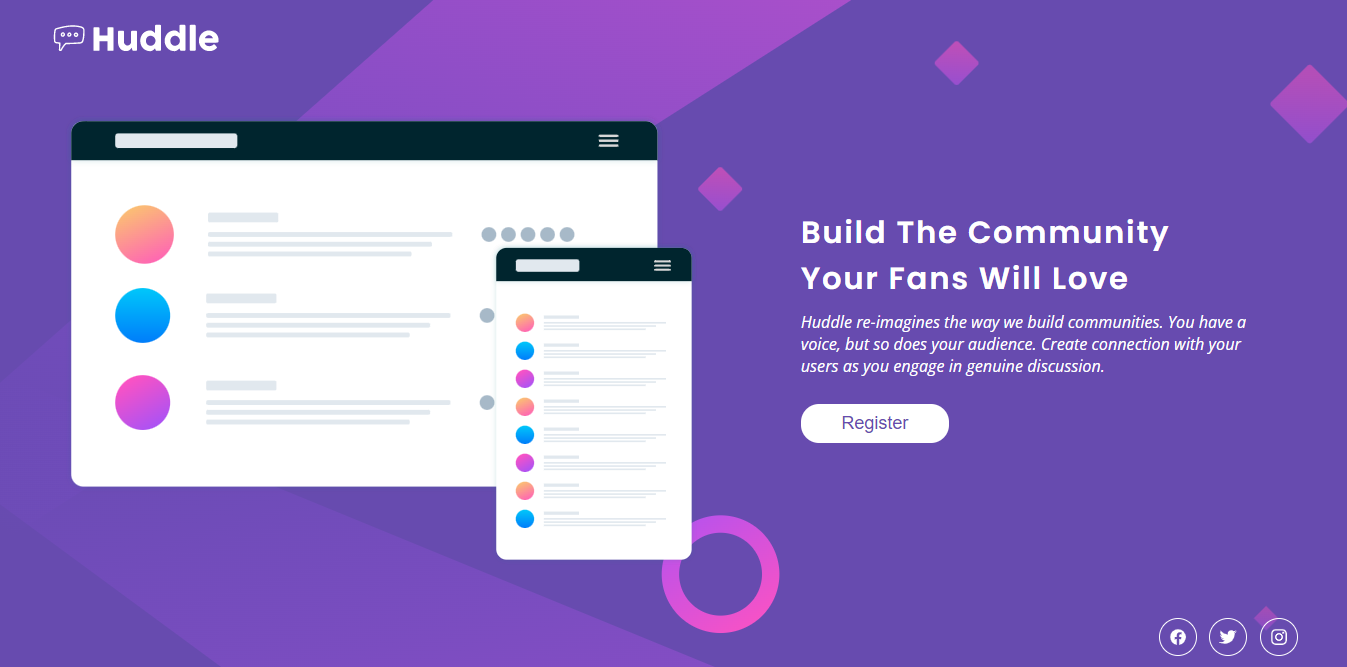 Huddle
Build The Community
Your Fans Will Love
Huddle re-imagines the way we build communities. You have a
voice, but so does your audience. Create connection with your
users as you engage in genuine discussion.
Register